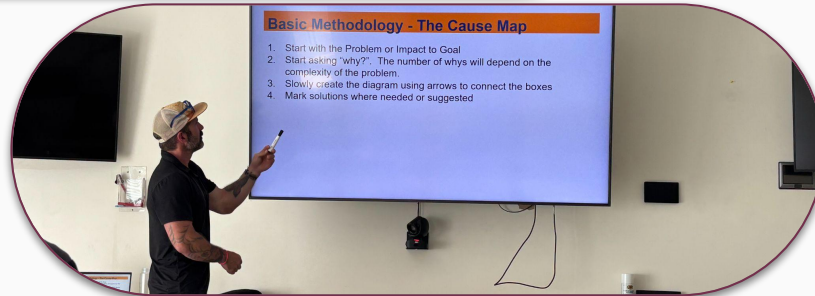 Basic Methodology - The Cause Map
1. Start with the Problem or Impact to Goal
2. Start asking "why?". The number of whys will depend on the
complexity of the problem.
3. Slowly create the diagram using arrows to connect the boxes
4. Mark solutions where needed or suggested